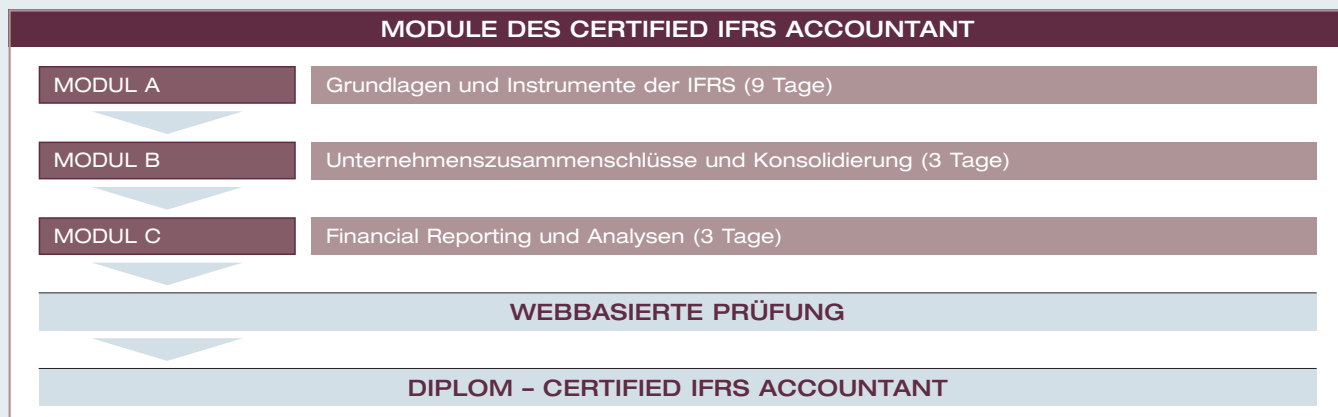 MODULE DES CERTIFIED IFRS ACCOUNTANT
MODUL A
Grundlagen und Instrumente der IFRS (9 Tage)
MODUL B
Unternehmenszusammenschlüsse und Konsolidierung (3 Tage)
MODUL C
Financial Reporting und Analysen (3 Tage)
WEBBASIERTE PRÜFUNG
DIPLOM – CERTIFIED IFRS ACCOUNTANT